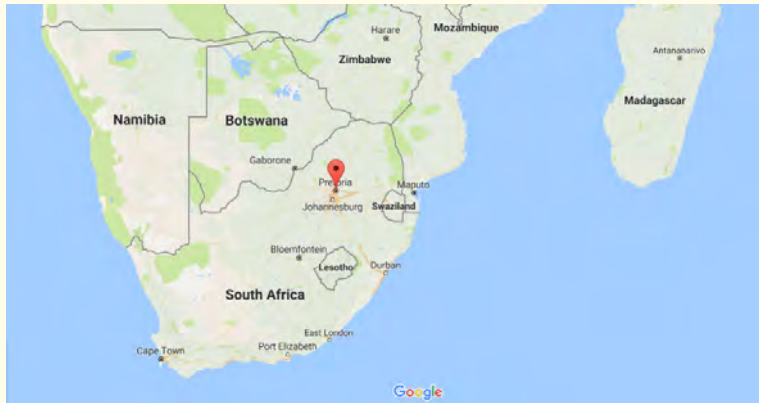 Harare
Mozambique
Zimbabwe
Antananarivo
Madagascar
Namibia
Botswana
Gaborone
Pretoria
Maputo
Johannesburg
Swaziland
Bloemfontein
Lesotho
Durban
South Africa
East London
Port Elizabeth
Cape Town
Google